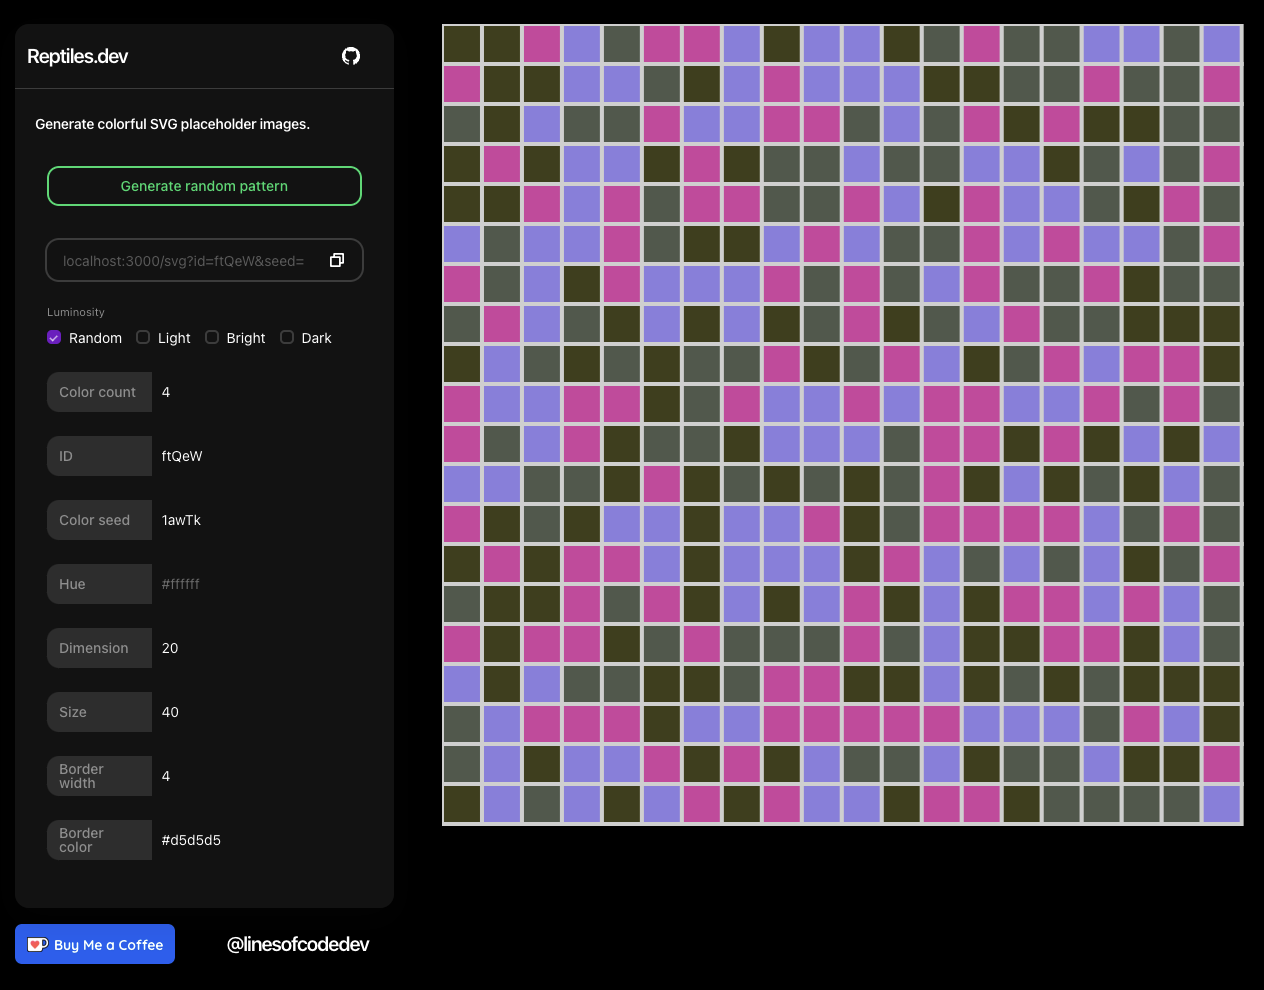 Reptiles.dev
Generate colorful SVG placeholder images.
Generate random pattern
localhost:3000/svg?id=ftQeW&seed=
Luminosity
Random
Light
Bright
Dark
Color count
4
ID
ftQeW
Color seed
1awTk
Hue
#ffffff
Dimension
20
Size
40
Border
width
4
Border
color
#d5d5d5
Buy Me a Coffee
@linesofcodedev